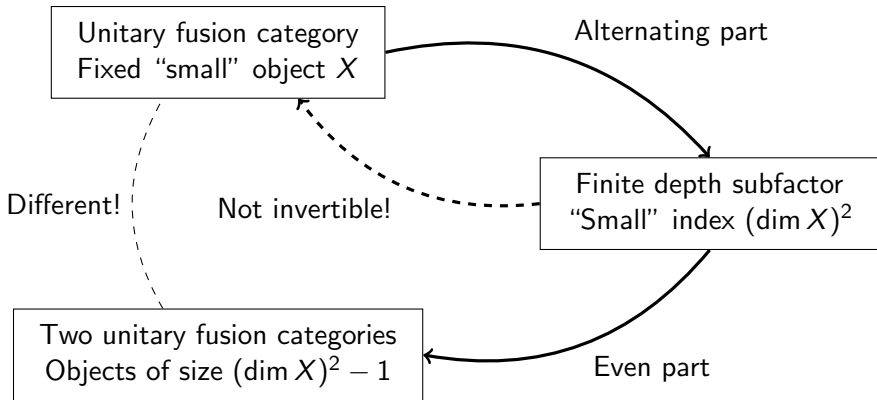 Unitary fusion category
Fixed “small” object X
Alternating part
Different!
Not invertible!
Finite depth subfactor
“Small” index (dim X)²
Two unitary fusion categories
Objects of size (dim X)² − 1
Even part